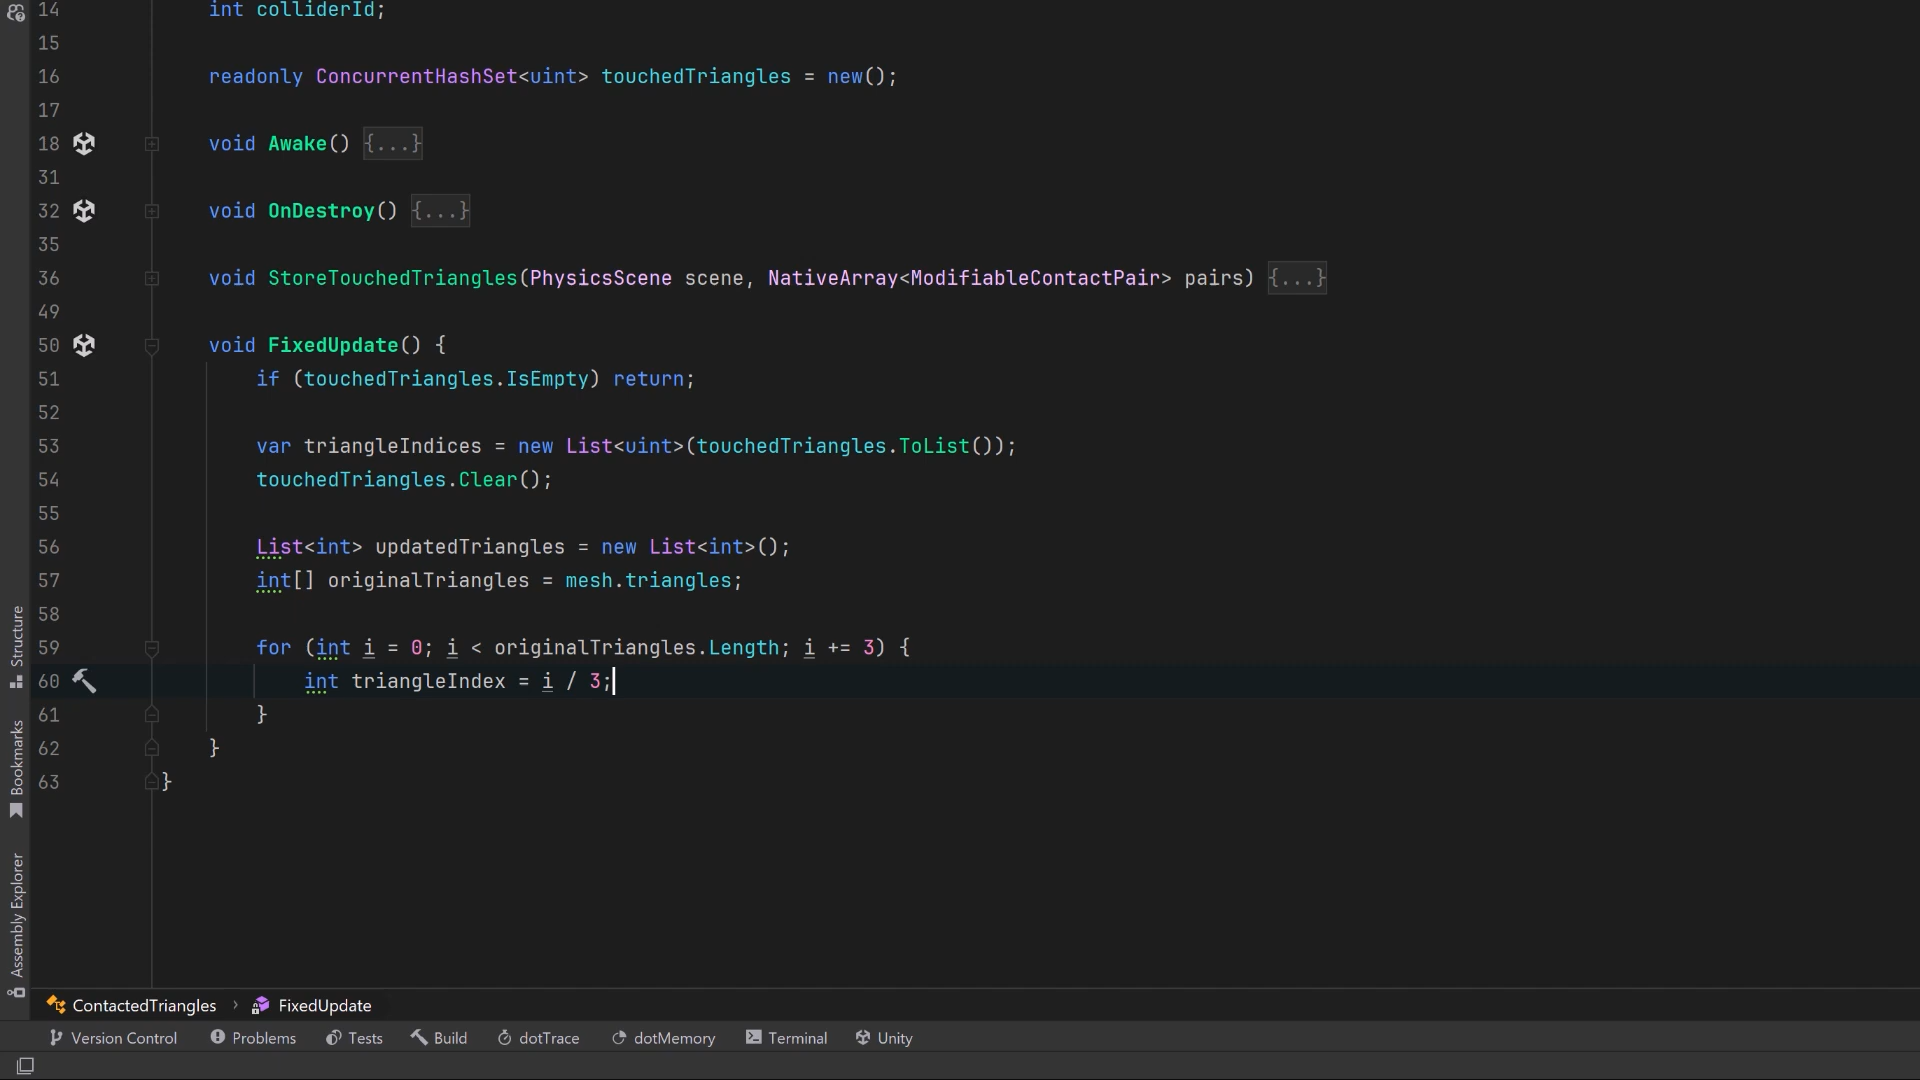 14 int colliderId;
15
16 readonly ConcurrentHashSet<uint> touchedTriangles = new();
17
18 void Awake() {...}
31
32 void OnDestroy() {...}
35
36 void StoreTouchedTriangles(PhysicsScene scene, NativeArray<ModifiableContactPair> pairs) {...}
49
50 void FixedUpdate() {
51 if (touchedTriangles.IsEmpty) return;
52
53 var triangleIndices = new List<uint>(touchedTriangles.ToList());
54 touchedTriangles.Clear();
55
56 List<int> updatedTriangles = new List<int>();
57 int[] originalTriangles = mesh.triangles;
58
59 for (int i = 0; i < originalTriangles.Length; i += 3) {
60 int triangleIndex = i / 3;
61 }
62 }
63 }
Structure
Bookmarks
Assembly Explorer
ContactedTriangles › FixedUpdate
Version Control Problems Tests Build dotTrace dotMemory Terminal Unity